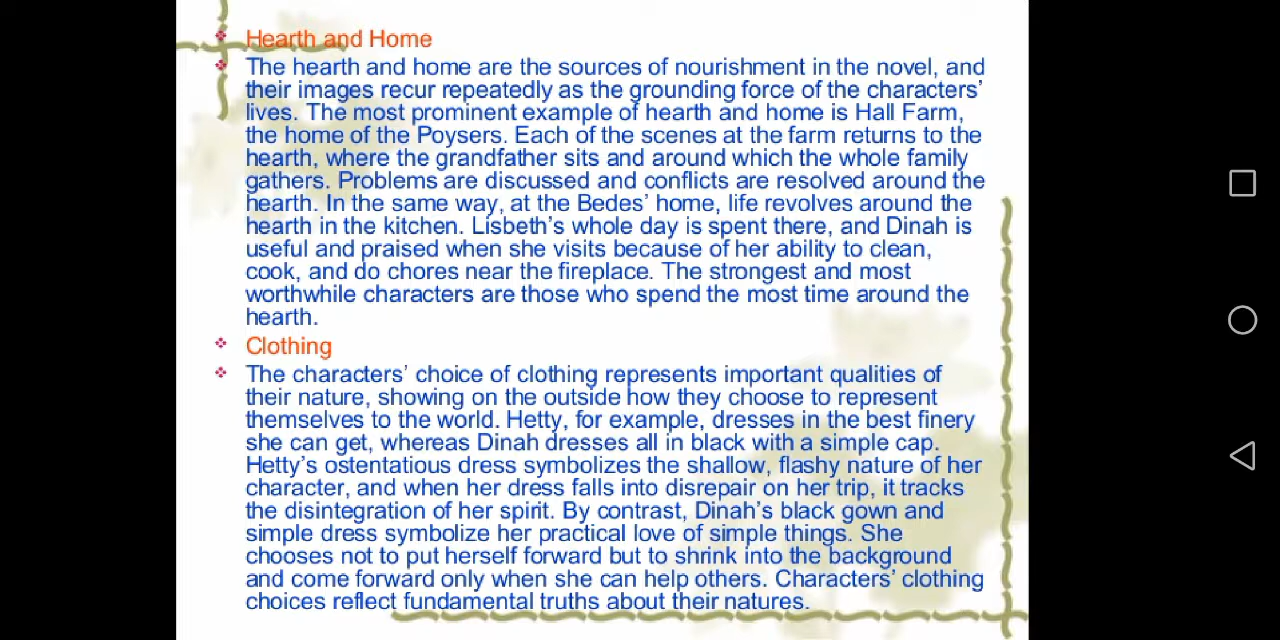 Hearth and Home
The hearth and home are the sources of nourishment in the novel, and
their images recur repeatedly as the grounding force of the characters'
lives. The most prominent example of hearth and home is Hall Farm,
the home of the Poysers. Each of the scenes at the farm returns to the
hearth, where the grandfather sits and around which the whole family
gathers. Problems are discussed and conflicts are resolved around the
hearth. In the same way, at the Bedes' home, life revolves around the
hearth in the kitchen. Lisbeth's whole day is spent there, and Dinah is
useful and praised when she visits because of her ability to clean,
cook, and do chores near the fireplace. The strongest and most
worthwhile characters are those who spend the most time around the
hearth.
Clothing
The characters' choice of clothing represents important qualities of
their nature, showing on the outside how they choose to represent
themselves to the world. Hetty, for example, dresses in the best finery
she can get, whereas Dinah dresses all in black with a simple cap.
Hetty's ostentatious dress symbolizes the shallow, flashy nature of her
character, and when her dress falls into disrepair on her trip, it tracks
the disintegration of her spirit. By contrast, Dinah's black gown and
simple dress symbolize her practical love of simple things. She
chooses not to put herself forward but to shrink into the background
and come forward only when she can help others. Characters' clothing
choices reflect fundamental truths about their natures.